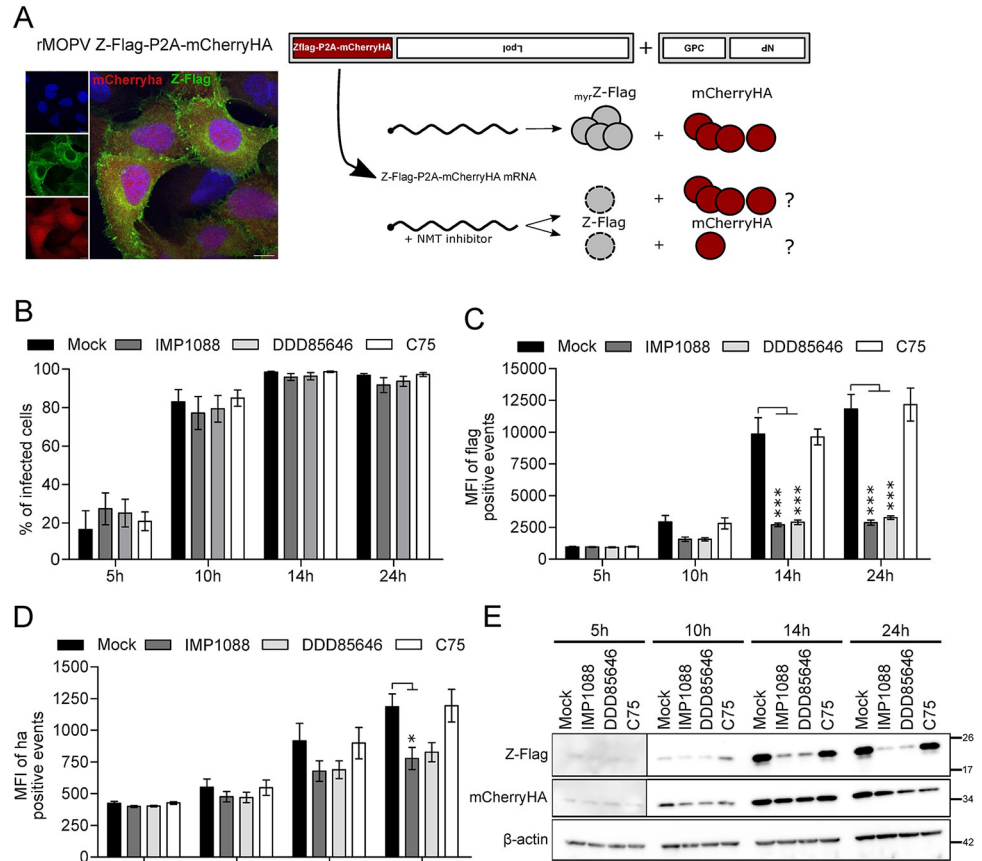 A
rMOPV Z-Flag-P2A-mCherryHA
mCherryha Z-Flag
Zflag-P2A-mCherryHA
LpoI
+
GPC
NP
myrZ-Flag
mCherryHA
+
Z-Flag-P2A-mCherryHA mRNA
+ NMT inhibitor
Z-Flag
+
+
mCherryHA
?
?
B
Mock IMP1088 DDD85646 C75
% of infected cells
100
80
60
40
20
0
5h 10h 14h 24h
C
Mock IMP1088 DDD85646 C75
MFI of flag
positive events
15000
12500
10000
7500
5000
2500
0
*** *** *** ***
5h 10h 14h 24h
D
Mock IMP1088 DDD85646 C75
MFI of ha
positive events
1500
1250
1000
750
500
250
0
*
E
5h 10h 14h 24h
Mock IMP1088 DDD85646 C75 Mock IMP1088 DDD85646 C75 Mock IMP1088 DDD85646 C75 Mock IMP1088 DDD85646 C75
Z-Flag
26
17
mCherryHA
34
β-actin
42